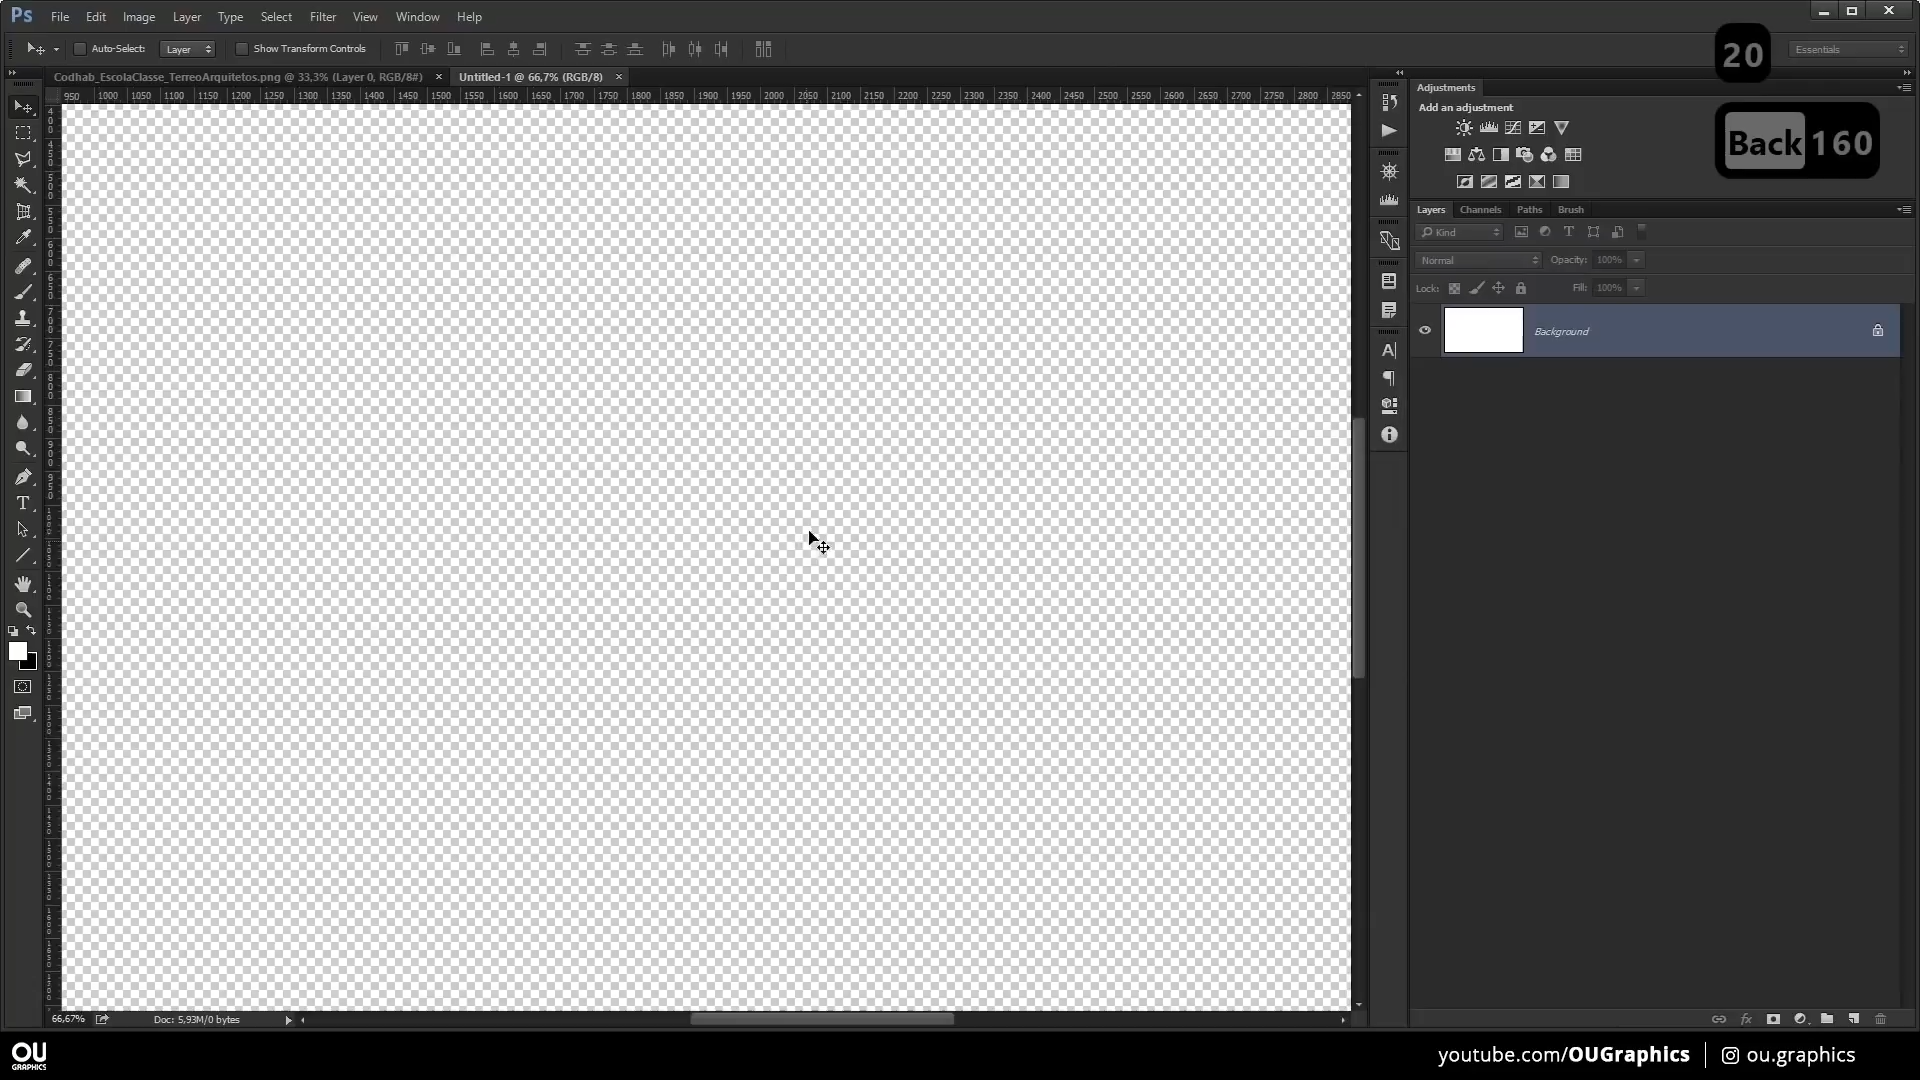 Ps File Edit Image Layer Type Select Filter View Window Help
Auto-Select: Layer Show Transform Controls
20
Essentials
Codhab_EscolaClasse_TerreoArquitetos.png @ 33,3% (Layer 0, RGB/8#) × Untitled-1 @ 66,7% (RGB/8) ×
950 1000 1050 1100 1150 1200 1250 1300 1350 1400 1450 1500 1550 1600 1650 1700 1750 1800 1850 1900 1950 2000 2050 2100 2150 2200 2250 2300 2350 2400 2450 2500 2550 2600 2650 2700 2750 2800 2850
Adjustments
Add an adjustment
Back 160
Layers Channels Paths Brush
Kind
Normal Opacity: 100%
Lock: Fill: 100%
Background
66,67% Doc: 5,93M/0 bytes
OU
GRAPHICS
youtube.com/OUGraphics ou.graphics